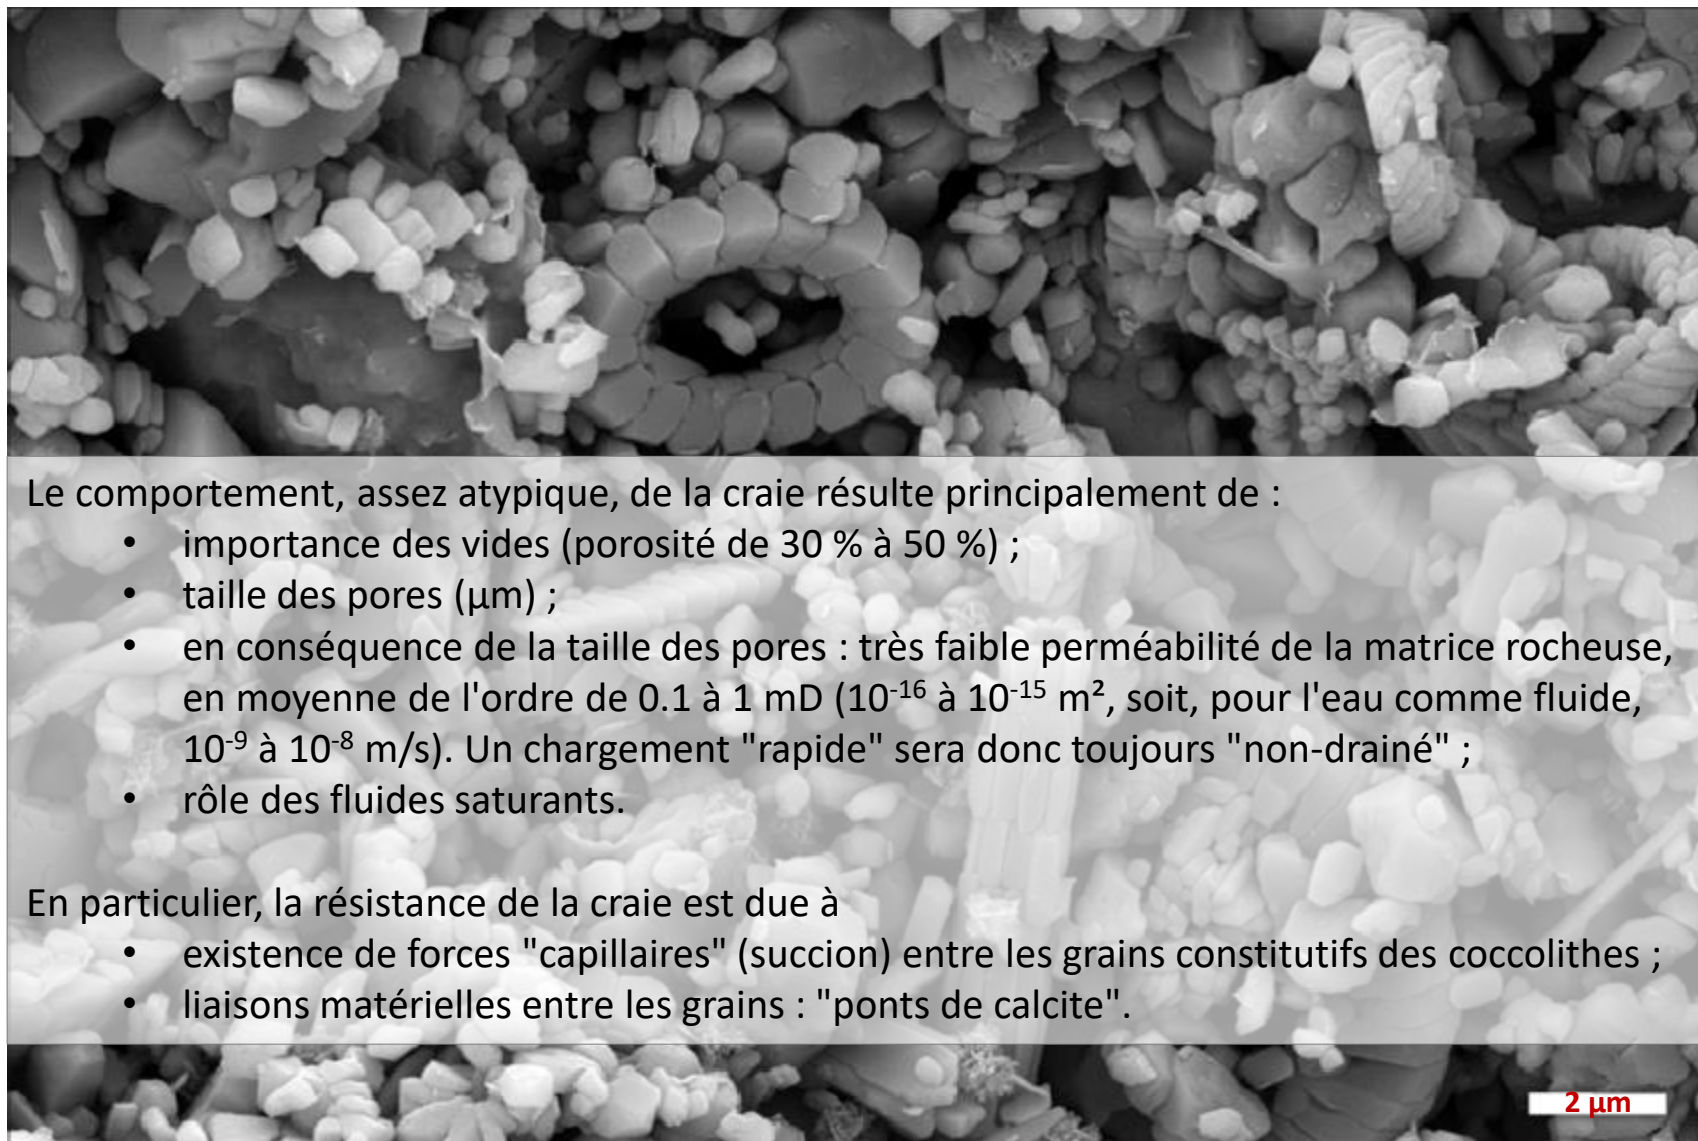 Le comportement, assez atypique, de la craie résulte principalement de :
• importance des vides (porosité de 30 % à 50 %) ;
• taille des pores (µm) ;
• en conséquence de la taille des pores : très faible perméabilité de la matrice rocheuse,
en moyenne de l'ordre de 0.1 à 1 mD (10⁻¹⁶ à 10⁻¹⁵ m², soit, pour l'eau comme fluide,
10⁻⁹ à 10⁻⁸ m/s). Un chargement "rapide" sera donc toujours "non-drainé" ;
• rôle des fluides saturants.
En particulier, la résistance de la craie est due à
• existence de forces "capillaires" (succion) entre les grains constitutifs des coccolithes ;
• liaisons matérielles entre les grains : "ponts de calcite".
2 µm